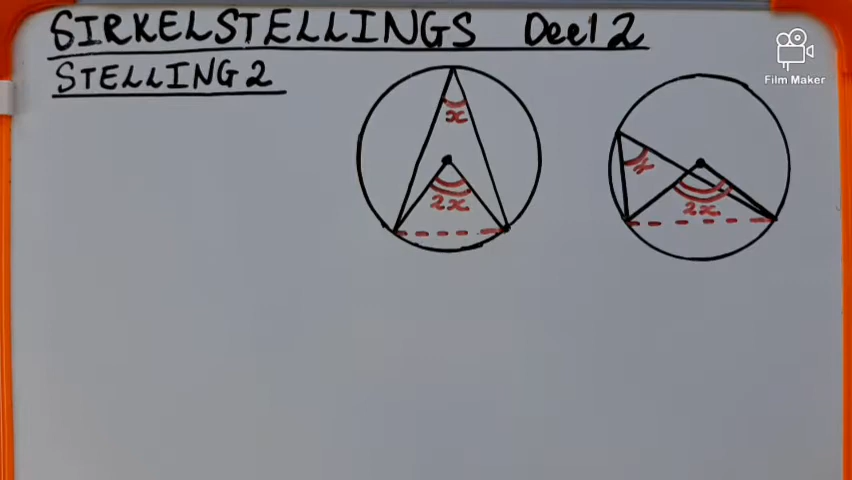 SIRKELSTELLINGS Deel 2
STELLING 2
Film Maker
x
2x
x
2x